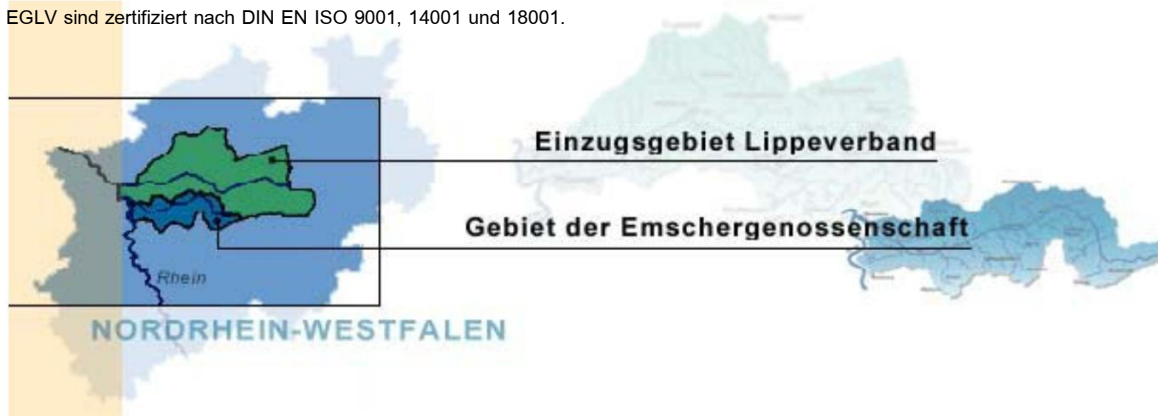 EGLV sind zertifiziert nach DIN EN ISO 9001, 14001 und 18001.
Einzugsgebiet Lippeverband
Gebiet der Emschergenossenschaft
Rhein
NORDRHEIN-WESTFALEN